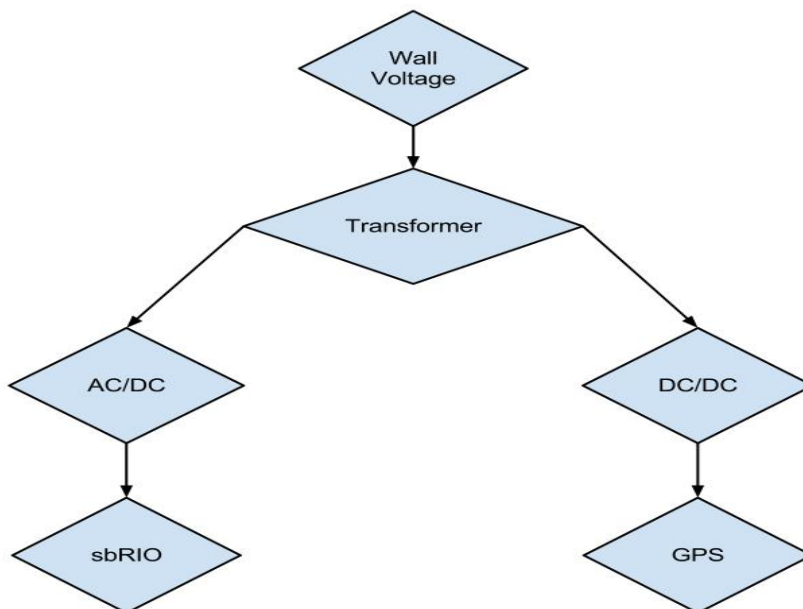 Wall
Voltage
Transformer
AC/DC
DC/DC
sbRIO
GPS